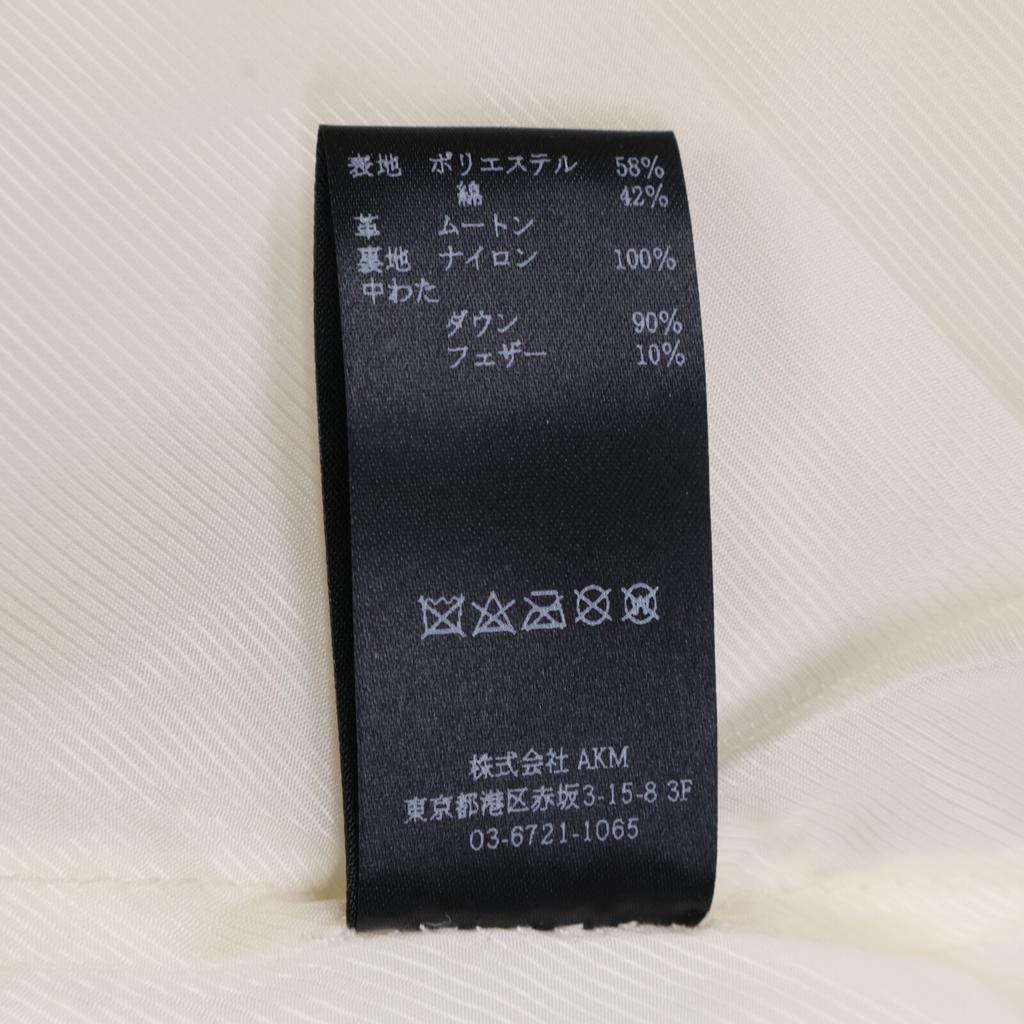 表地 ポリエステル 58%
綿 42%
革 ムートン
裏地 ナイロン 100%
中わた
ダウン 90%
フェザー 10%
株式会社 AKM
東京都港区赤坂3-15-8 3F
03-6721-1065